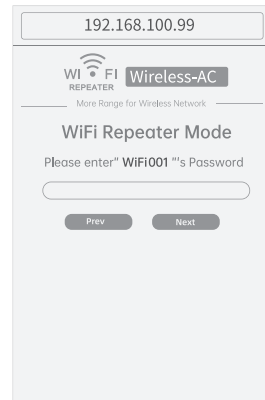 192.168.100.99
WI FI Wireless-AC
REPEATER
More Range for Wireless Network
WiFi Repeater Mode
Please enter" WiFi001 "'s Password
Prev Next